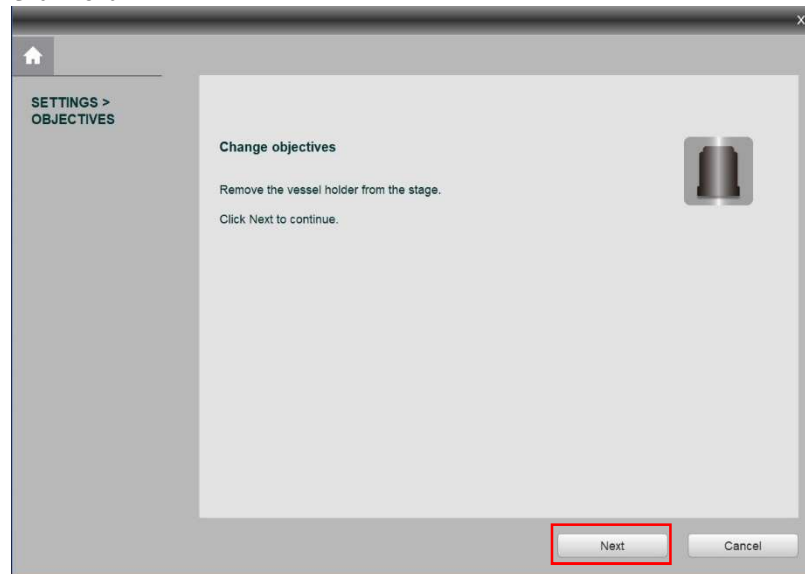 X
SETTINGS >
OBJECTIVES
Change objectives
Remove the vessel holder from the stage.
Click Next to continue.
Next
Cancel